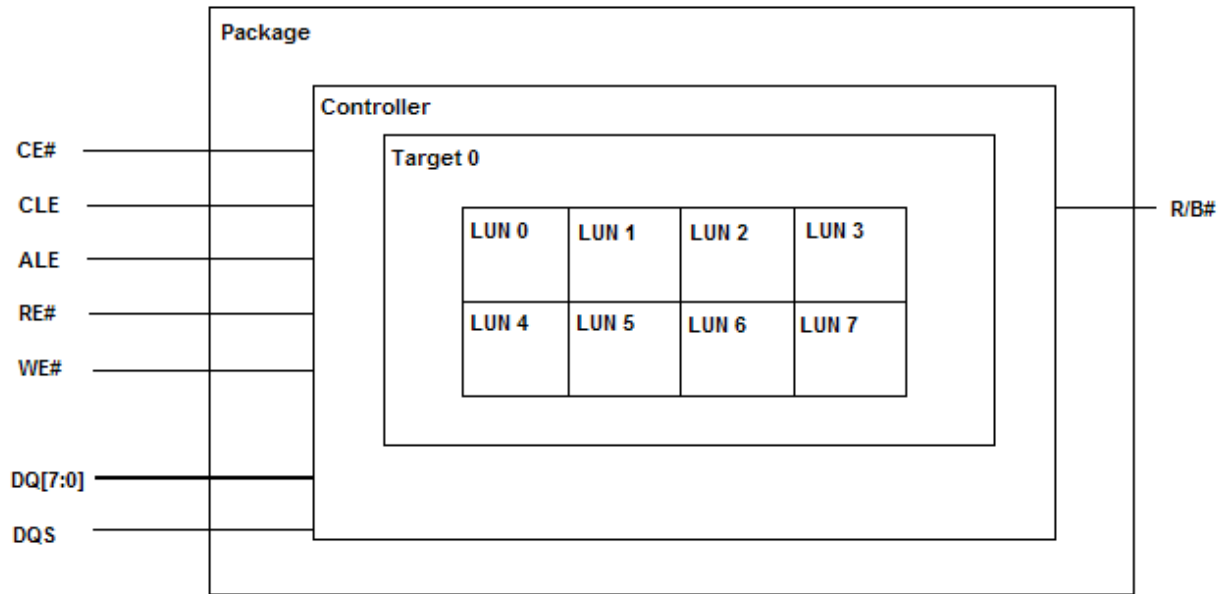 Package
Controller
CE#
Target 0
CLE
R/B#
LUN 0 LUN 1 LUN 2 LUN 3
ALE
RE#
LUN 4 LUN 5 LUN 6 LUN 7
WE#
DQ[7:0]
DQS